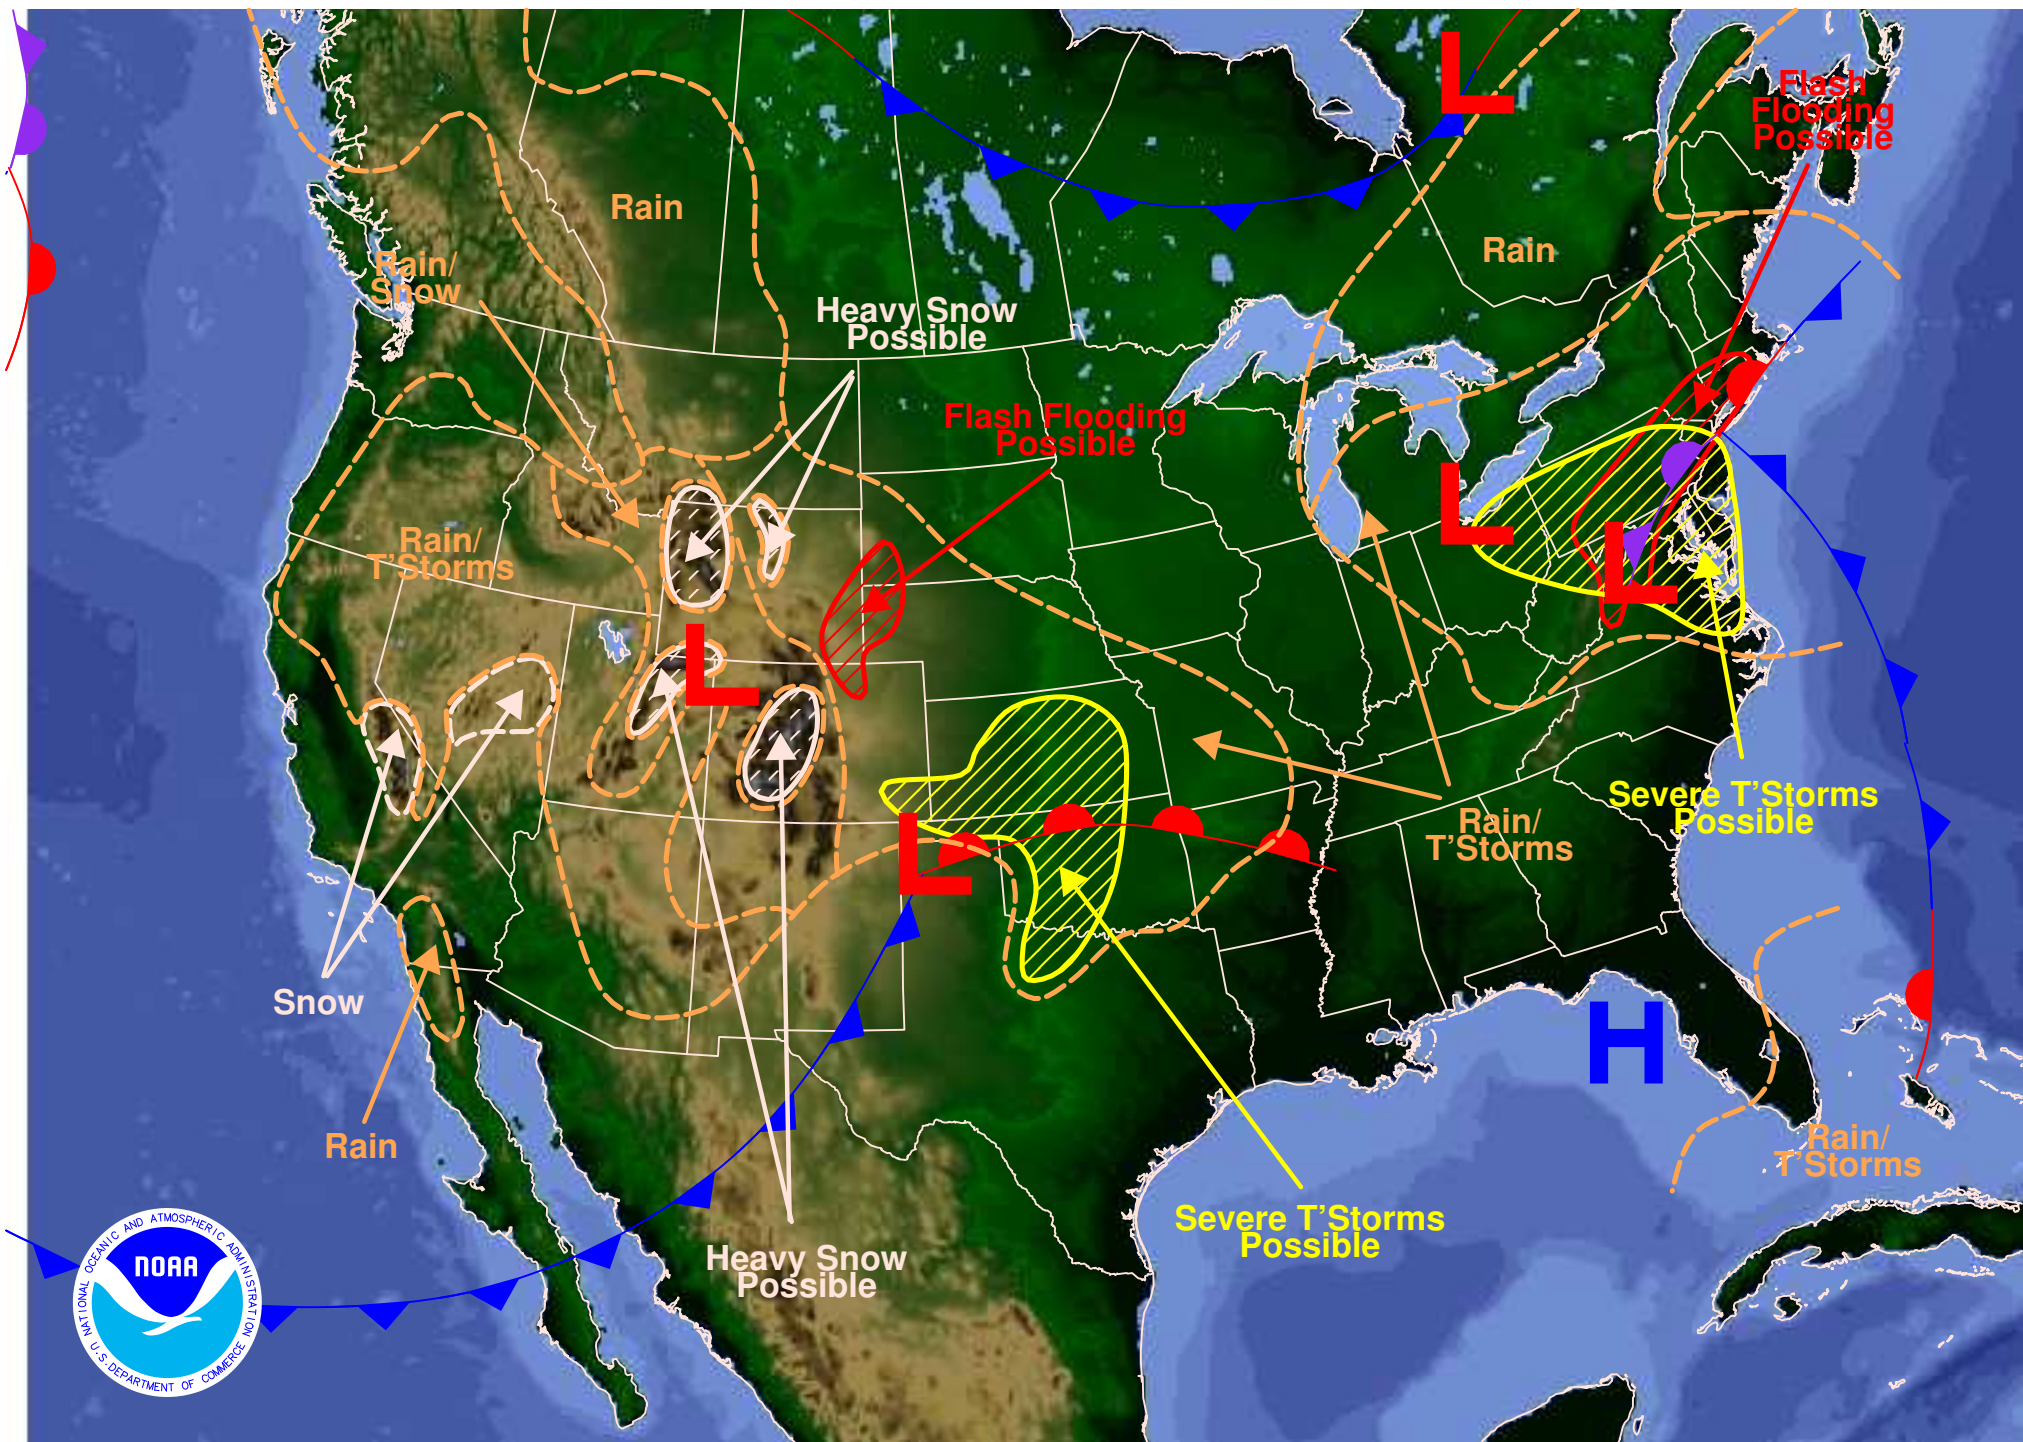 Flash
Flooding
Possible
Rain
Rain
Rain/
Snow
Heavy Snow
Possible
Flash Flooding
Possible
L
Rain/
T'Storms
L
L
L
L
Severe T'Storms
Possible
Rain/
T'Storms
Snow
H
Rain
Rain/
T'Storms
Severe T'Storms
Possible
Heavy Snow
Possible
NATIONAL OCEANIC AND ATMOSPHERIC ADMINISTRATION
NOAA
U.S. DEPARTMENT OF COMMERCE